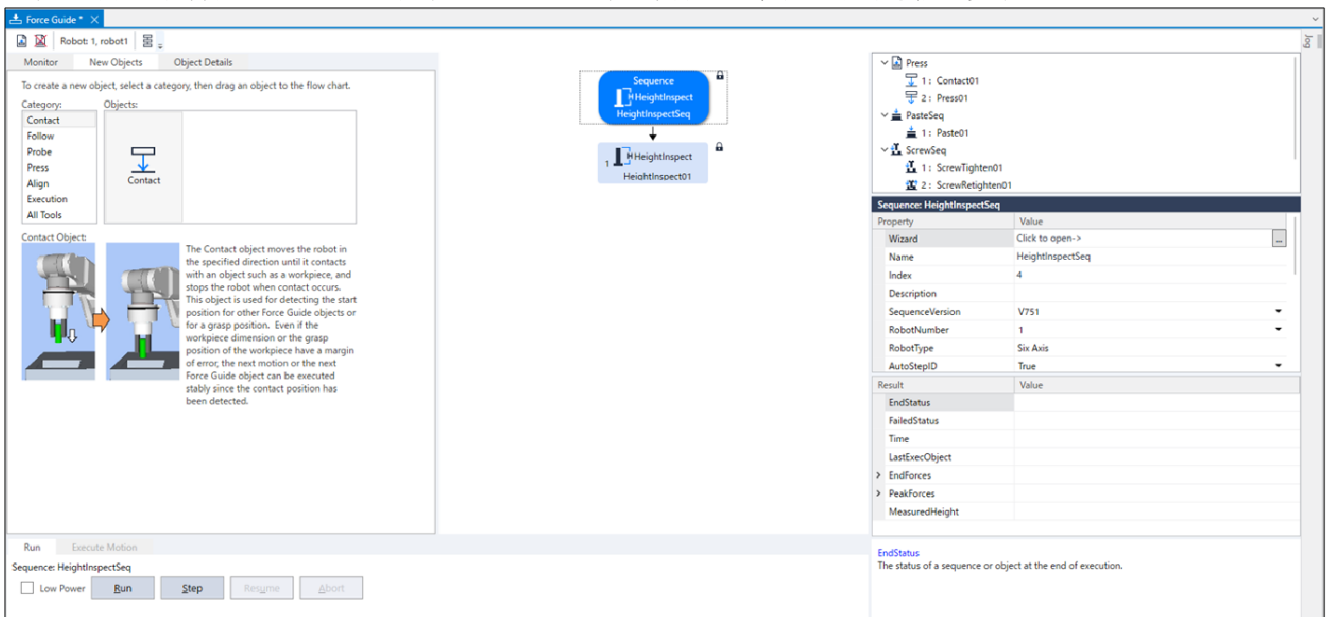 Force Guide *
Robot: 1, robot1
Jog
Monitor New Objects Object Details
To create a new object, select a category, then drag an object to the flow chart.
Category: Objects:
Contact
Follow
Probe
Press
Align
Execution
All Tools
Contact
Contact Object:
The Contact object moves the robot in
the specified direction until it contacts
with an object such as a workpiece, and
stops the robot when contact occurs.
This object is used for detecting the start
position for other Force Guide objects or
for a grasp position. Even if the
workpiece dimension or the grasp
position of the workpiece have a margin
of error, the next motion or the next
Force Guide object can be executed
stably since the contact position has
been detected.
Sequence
HeightInspect
HeightInspectSeq
1 HeightInspect
HeightInspect01
Press
1: Contact01
2: Press01
PasteSeq
1: Paste01
ScrewSeq
1: ScrewTighten01
2: ScrewRetighten01
Sequence: HeightInspectSeq
Property Value
Wizard Click to open-> ...
Name HeightInspectSeq
Index 4
Description
SequenceVersion V751
RobotNumber 1
RobotType Six Axis
AutoStepID True
Result Value
EndStatus
FailedStatus
Time
LastExecObject
EndForces
PeakForces
MeasuredHeight
EndStatus
The status of a sequence or object at the end of execution.
Run Execute Motion
Sequence: HeightInspectSeq
Low Power Run Step Resume Abort